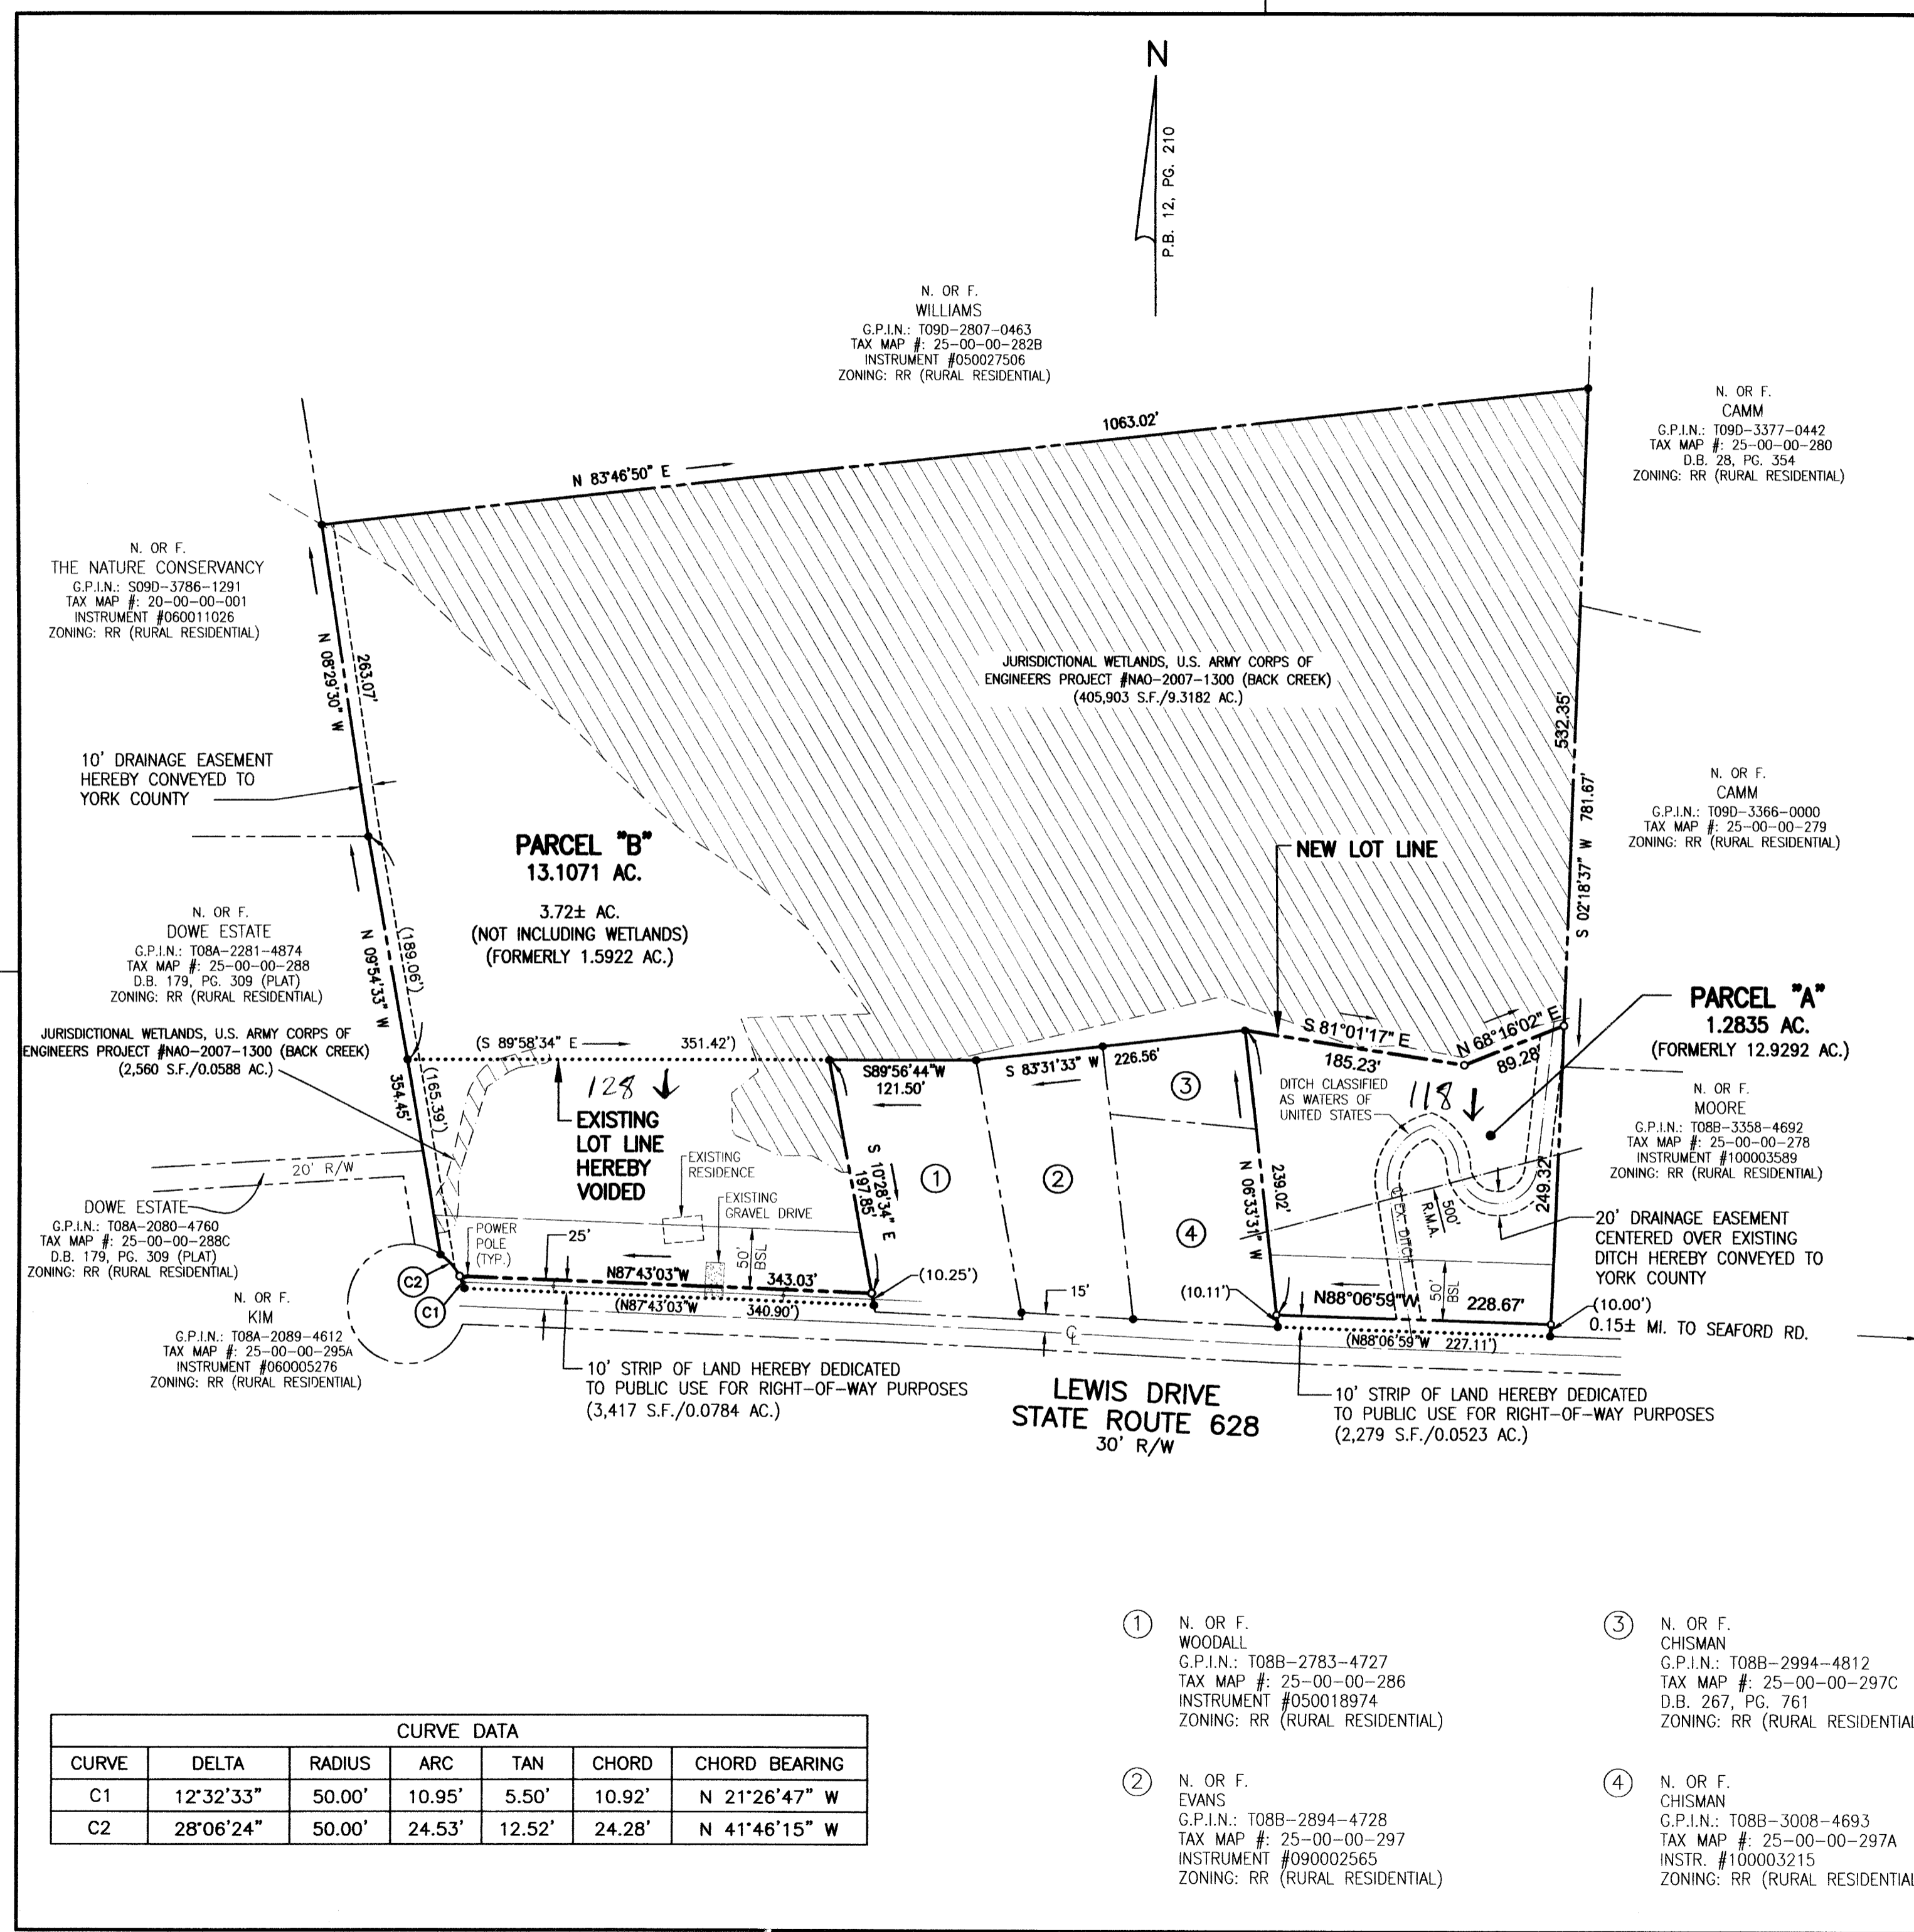 N
P.B. 12, PG. 210
N. OR F.
WILLIAMS
G.P.I.N.: T09D-2807-0463
TAX MAP #: 25-00-00-282B
INSTRUMENT #050027506
ZONING: RR (RURAL RESIDENTIAL)
N. OR F.
CAMM
G.P.I.N.: T09D-3377-0442
TAX MAP #: 25-00-00-280
D.B. 28, PG. 354
ZONING: RR (RURAL RESIDENTIAL)
1063.02'
N 83°46'50" E
N. OR F.
THE NATURE CONSERVANCY
G.P.I.N.: S09D-3786-1291
TAX MAP #: 20-00-00-001
INSTRUMENT #060011026
ZONING: RR (RURAL RESIDENTIAL)
N 08°29'30" W
263.07'
JURISDICTIONAL WETLANDS, U.S. ARMY CORPS OF
ENGINEERS PROJECT #NAO-2007-1300 (BACK CREEK)
(405,903 S.F./9.3182 AC.)
532.35'
S 02°18'37" W 781.67'
10' DRAINAGE EASEMENT
HEREBY CONVEYED TO
YORK COUNTY
N. OR F.
CAMM
G.P.I.N.: T09D-3366-0000
TAX MAP #: 25-00-00-279
ZONING: RR (RURAL RESIDENTIAL)
PARCEL "B"
13.1071 AC.
3.72± AC.
(NOT INCLUDING WETLANDS)
(FORMERLY 1.5922 AC.)
NEW LOT LINE
N. OR F.
DOWE ESTATE
G.P.I.N.: T08A-2281-4874
TAX MAP #: 25-00-00-288
D.B. 179, PG. 309 (PLAT)
ZONING: RR (RURAL RESIDENTIAL)
N 09°54'33" W
(189.06')
PARCEL "A"
1.2835 AC.
(FORMERLY 12.9292 AC.)
JURISDICTIONAL WETLANDS, U.S. ARMY CORPS OF
ENGINEERS PROJECT #NAO-2007-1300 (BACK CREEK)
(2,560 S.F./0.0588 AC.)
(S 89°58'34" E 351.42')
354.45'
(165.39')
128
EXISTING
LOT LINE
HEREBY
VOIDED
S89°56'44"W
121.50'
S 83°31'33" W 226.56'
S 81°01'17" E
185.23'
N 68°16'02" E
89.28'
DITCH CLASSIFIED
AS WATERS OF
UNITED STATES
118
N. OR F.
MOORE
G.P.I.N.: T08B-3358-4692
TAX MAP #: 25-00-00-278
INSTRUMENT #100003589
ZONING: RR (RURAL RESIDENTIAL)
20' R/W
EXISTING
RESIDENCE
EXISTING
GRAVEL DRIVE
S 10°28'34" E
197.85'
1
2
3
4
N 06°33'31" W
239.02'
℄ EX. DITCH
500'
R.M.A.
249.32'
20' DRAINAGE EASEMENT
CENTERED OVER EXISTING
DITCH HEREBY CONVEYED TO
YORK COUNTY
DOWE ESTATE
G.P.I.N.: T08A-2080-4760
TAX MAP #: 25-00-00-288C
D.B. 179, PG. 309 (PLAT)
ZONING: RR (RURAL RESIDENTIAL)
POWER
POLE
(TYP.)
25'
50'
BSL
C2
C1
N87°43'03"W 343.03'
(N87°43'03"W 340.90')
(10.25')
15'
℄
(10.11')
N88°06'59"W 228.67'
50'
BSL
(N88°06'59"W 227.11')
(10.00')
0.15± MI. TO SEAFORD RD.
N. OR F.
KIM
G.P.I.N.: T08A-2089-4612
TAX MAP #: 25-00-00-295A
INSTRUMENT #060005276
ZONING: RR (RURAL RESIDENTIAL)
10' STRIP OF LAND HEREBY DEDICATED
TO PUBLIC USE FOR RIGHT-OF-WAY PURPOSES
(3,417 S.F./0.0784 AC.)
LEWIS DRIVE
STATE ROUTE 628
30' R/W
10' STRIP OF LAND HEREBY DEDICATED
TO PUBLIC USE FOR RIGHT-OF-WAY PURPOSES
(2,279 S.F./0.0523 AC.)
1 N. OR F.
WOODALL
G.P.I.N.: T08B-2783-4727
TAX MAP #: 25-00-00-286
INSTRUMENT #050018974
ZONING: RR (RURAL RESIDENTIAL)
3 N. OR F.
CHISMAN
G.P.I.N.: T08B-2994-4812
TAX MAP #: 25-00-00-297C
D.B. 267, PG. 761
ZONING: RR (RURAL RESIDENTIAL
2 N. OR F.
EVANS
G.P.I.N.: T08B-2894-4728
TAX MAP #: 25-00-00-297
INSTRUMENT #090002565
ZONING: RR (RURAL RESIDENTIAL)
4 N. OR F.
CHISMAN
G.P.I.N.: T08B-3008-4693
TAX MAP #: 25-00-00-297A
INSTR. #100003215
ZONING: RR (RURAL RESIDENTIAL
CURVE DATA
CURVE DELTA RADIUS ARC TAN CHORD CHORD BEARING
C1 12°32'33" 50.00' 10.95' 5.50' 10.92' N 21°26'47" W
C2 28°06'24" 50.00' 24.53' 12.52' 24.28' N 41°46'15" W